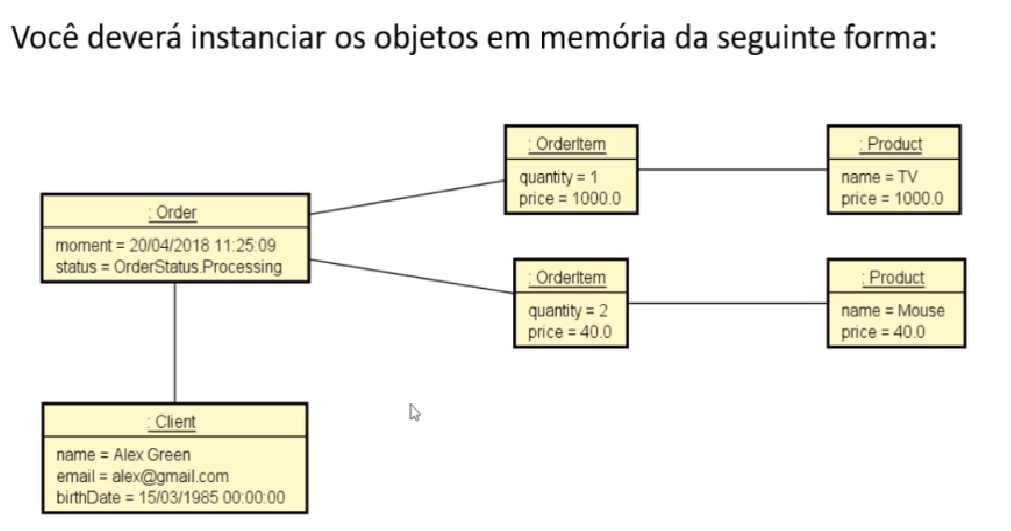 Você deverá instanciar os objetos em memória da seguinte forma:
: OrderItem
quantity = 1
price = 1000.0
: Product
name = TV
price = 1000.0
: Order
moment = 20/04/2018 11:25:09
status = OrderStatus.Processing
: OrderItem
quantity = 2
price = 40.0
: Product
name = Mouse
price = 40.0
: Client
name = Alex Green
email = alex@gmail.com
birthDate = 15/03/1985 00:00:00